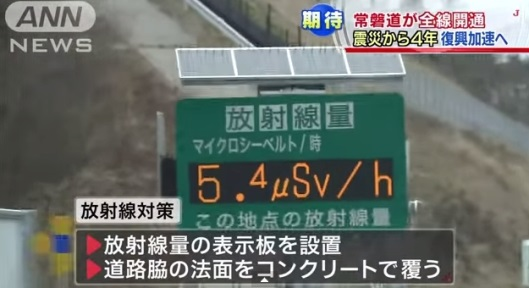 ANN
NEWS
期待
常磐道が全線開通
震災から4年 復興加速へ
放射線量
マイクロシーベルト/時
5.4μSv/h
この地点の放射線量
放射線対策
▶放射線量の表示板を設置
▶道路脇の法面をコンクリートで覆う